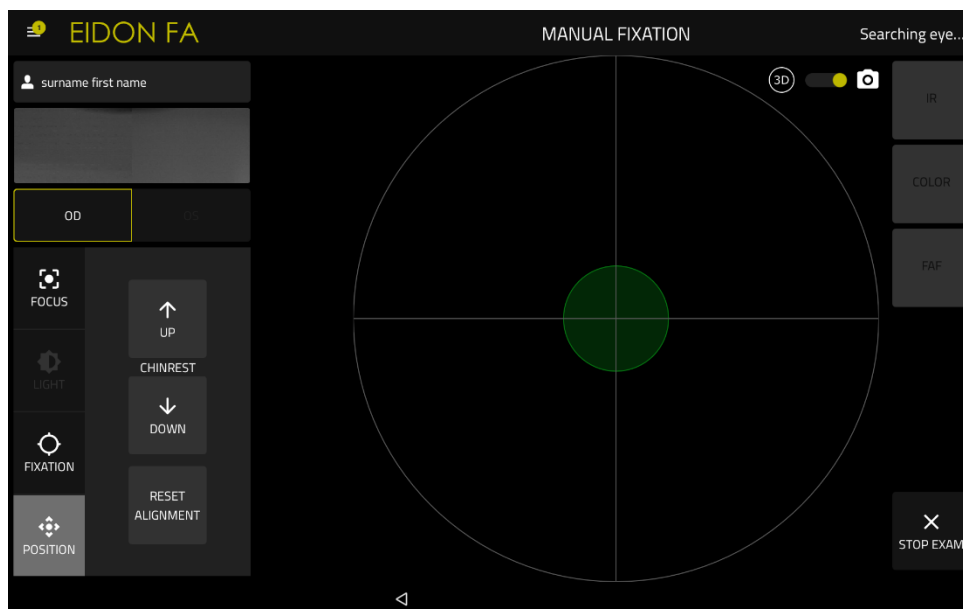 1
EIDON FA
MANUAL FIXATION
Searching eye...
surname first name
3D
IR
COLOR
FAF
OD
OS
FOCUS
LIGHT
FIXATION
POSITION
UP
CHINREST
DOWN
RESET
ALIGNMENT
STOP EXAM